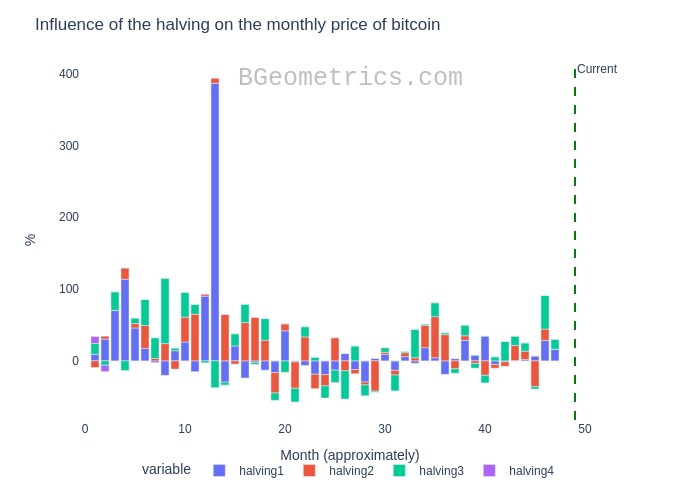 Influence of the halving on the monthly price of bitcoin
BGeometrics.com
Current
400
300
200
100
0
%
0 10 20 30 40 50
Month (approximately)
variable halving1 halving2 halving3 halving4